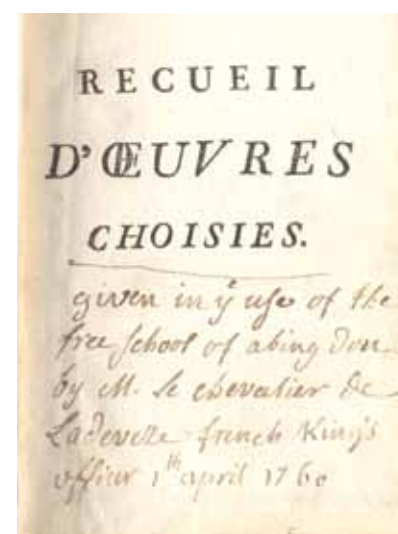 RECUEIL
D'ŒUVRES
CHOISIES.
given in ye use of the
free school of abingdon
by M. le chevalier de
Ladeveze french King's
officer 1th april 1760